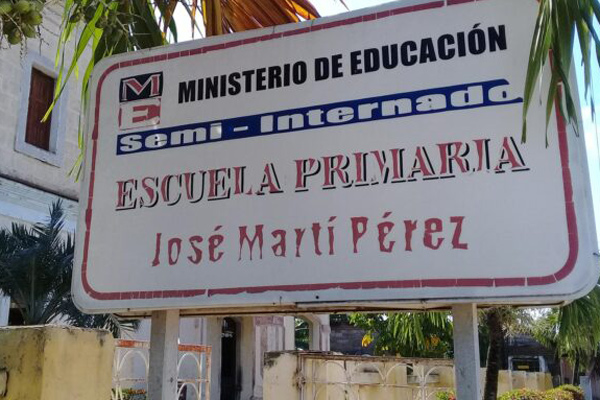 ME
MINISTERIO DE EDUCACIÓN
Semi - Internado
ESCUELA PRIMARIA
José Martí Pérez